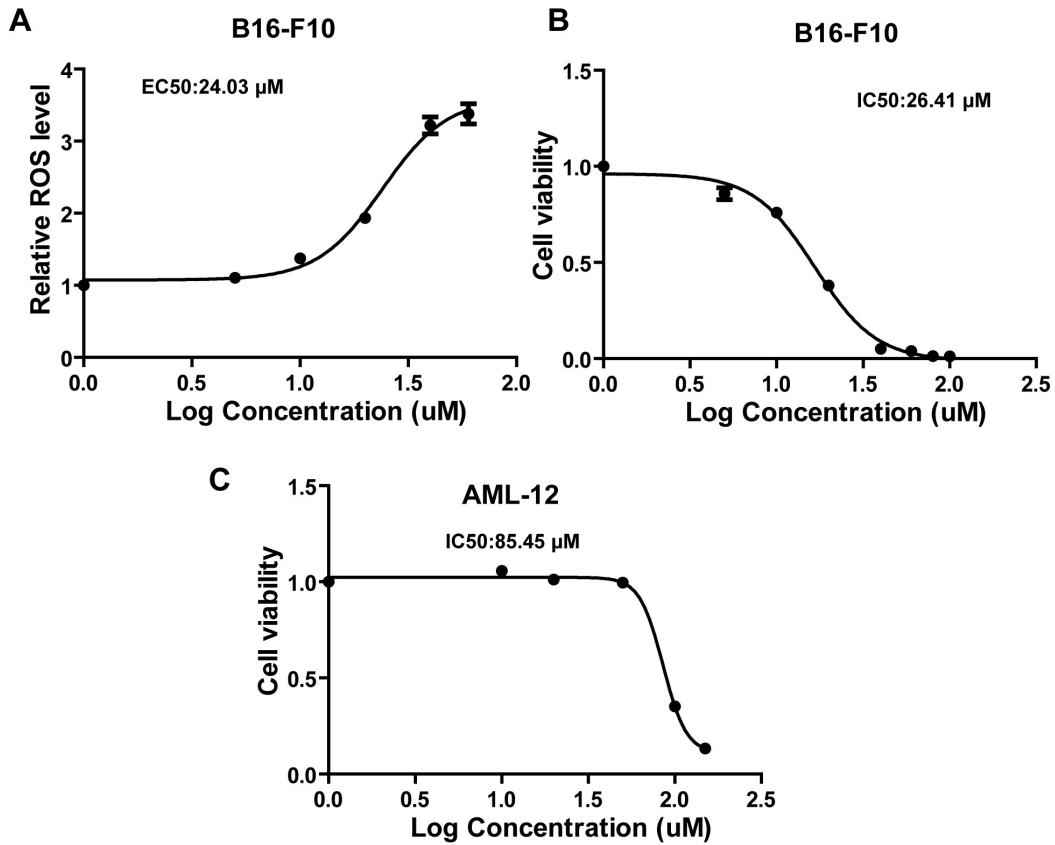 A
B16-F10
EC50:24.03 µM
Relative ROS level
4
3
2
1
0
0.0
0.5
1.0
1.5
2.0
Log Concentration (uM)
B
B16-F10
IC50:26.41 µM
Cell viability
1.5
1.0
0.5
0.0
0.0
0.5
1.0
1.5
2.0
2.5
Log Concentration (uM)
C
AML-12
IC50:85.45 µM
Cell viability
1.5
1.0
0.5
0.0
0.0
0.5
1.0
1.5
2.0
2.5
Log Concentration (uM)